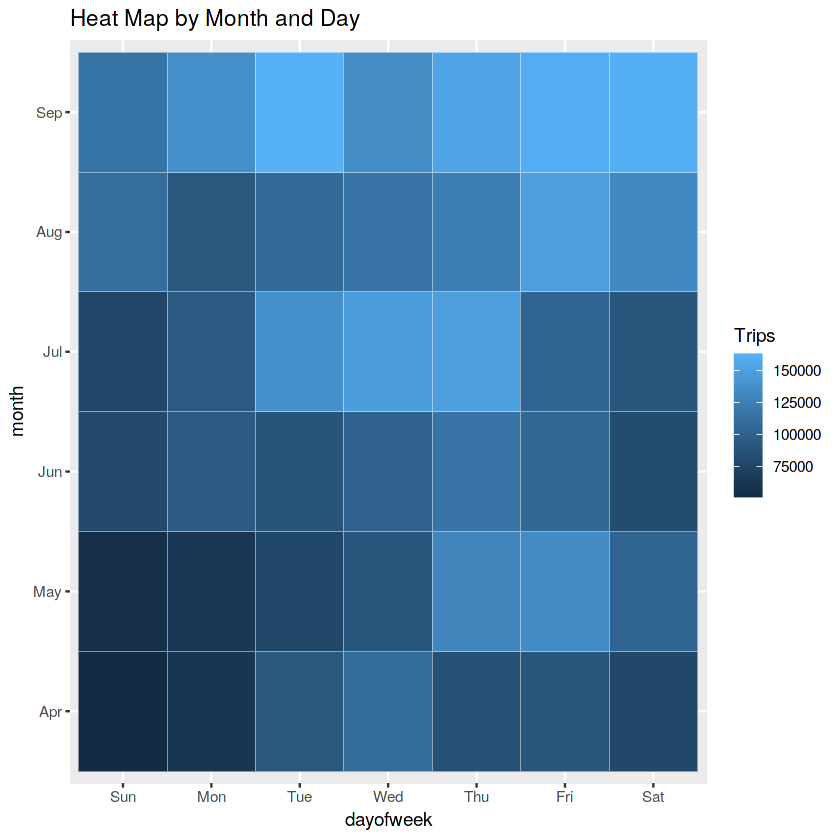 Heat Map by Month and Day
month
Sep
Aug
Jul
Jun
May
Apr
Sun Mon Tue Wed Thu Fri Sat
dayofweek
Trips
150000
125000
100000
75000